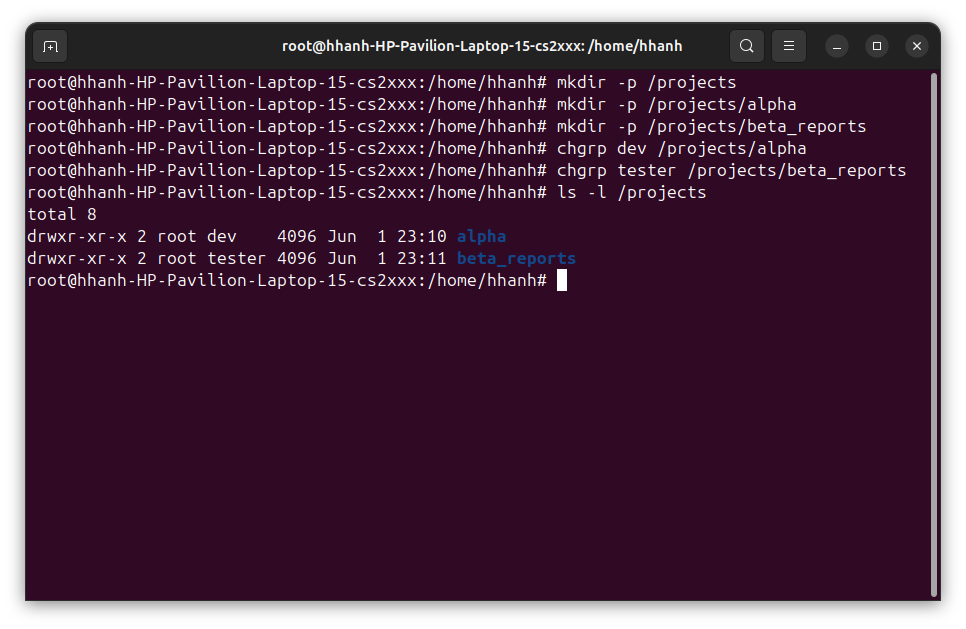 root@hhanh-HP-Pavilion-Laptop-15-cs2xxx: /home/hhanh
root@hhanh-HP-Pavilion-Laptop-15-cs2xxx:/home/hhanh# mkdir -p /projects
root@hhanh-HP-Pavilion-Laptop-15-cs2xxx:/home/hhanh# mkdir -p /projects/alpha
root@hhanh-HP-Pavilion-Laptop-15-cs2xxx:/home/hhanh# mkdir -p /projects/beta_reports
root@hhanh-HP-Pavilion-Laptop-15-cs2xxx:/home/hhanh# chgrp dev /projects/alpha
root@hhanh-HP-Pavilion-Laptop-15-cs2xxx:/home/hhanh# chgrp tester /projects/beta_reports
root@hhanh-HP-Pavilion-Laptop-15-cs2xxx:/home/hhanh# ls -l /projects
total 8
drwxr-xr-x 2 root dev    4096 Jun  1 23:10 alpha
drwxr-xr-x 2 root tester 4096 Jun  1 23:11 beta_reports
root@hhanh-HP-Pavilion-Laptop-15-cs2xxx:/home/hhanh#